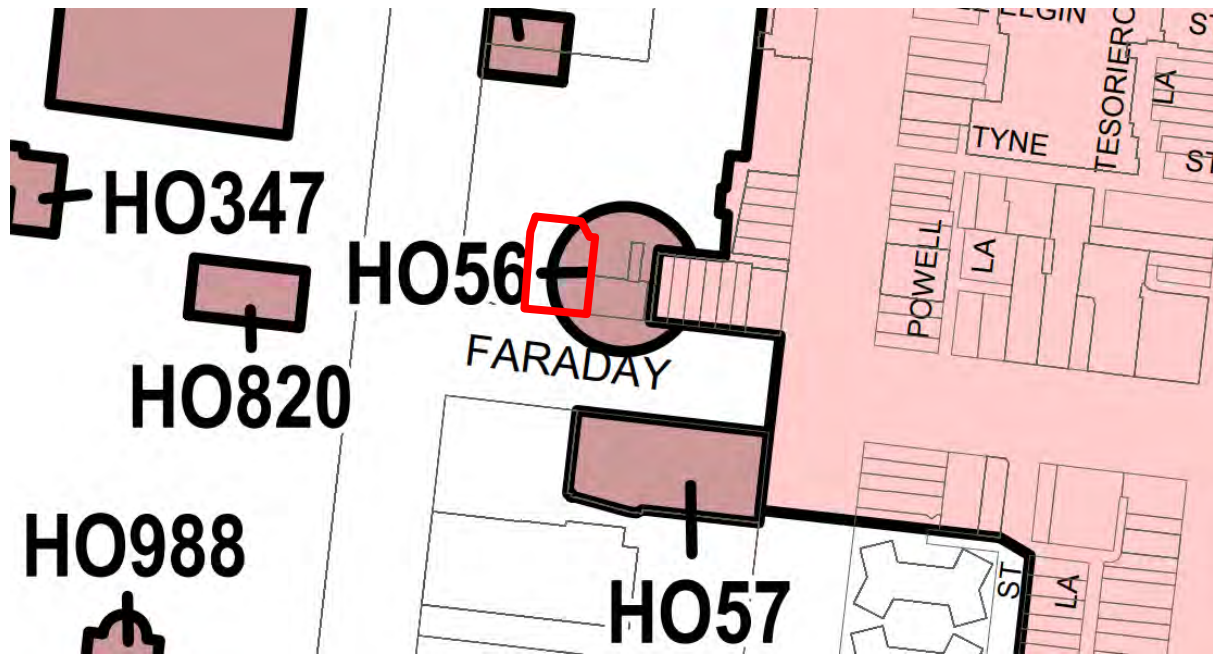 ELGIN
ST
TESORIERO
LA
TYNE
ST
HO347
HO56
POWELL
LA
FARADAY
HO820
HO988
ST
LA
HO57